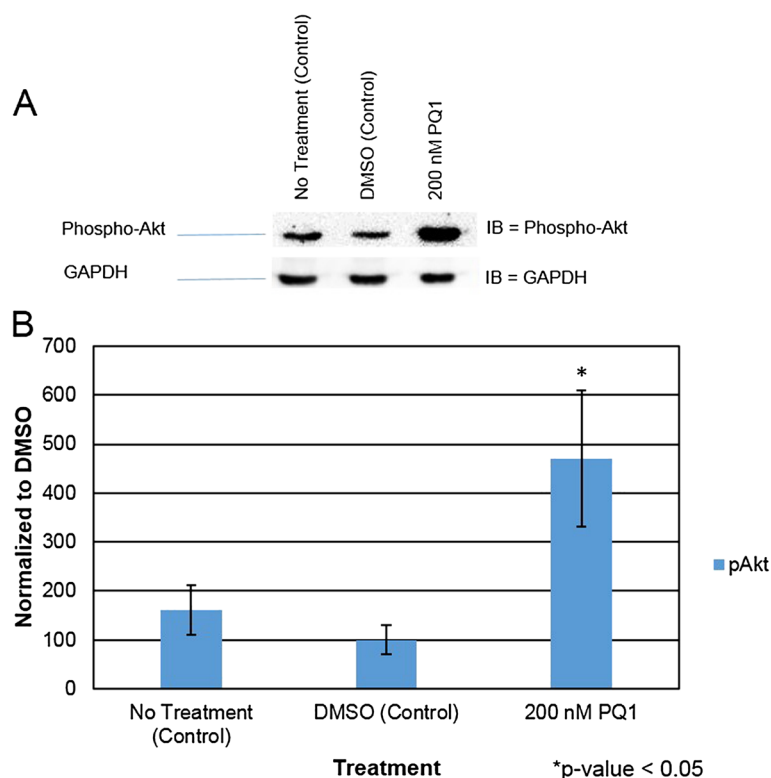 A
No Treatment (Control)
DMSO (Control)
200 nM PQ1
Phospho-Akt
IB = Phospho-Akt
GAPDH
IB = GAPDH
B
Normalized to DMSO
700
600
500
400
300
200
100
0
*
pAkt
No Treatment
(Control)
DMSO (Control)
200 nM PQ1
Treatment
*p-value < 0.05